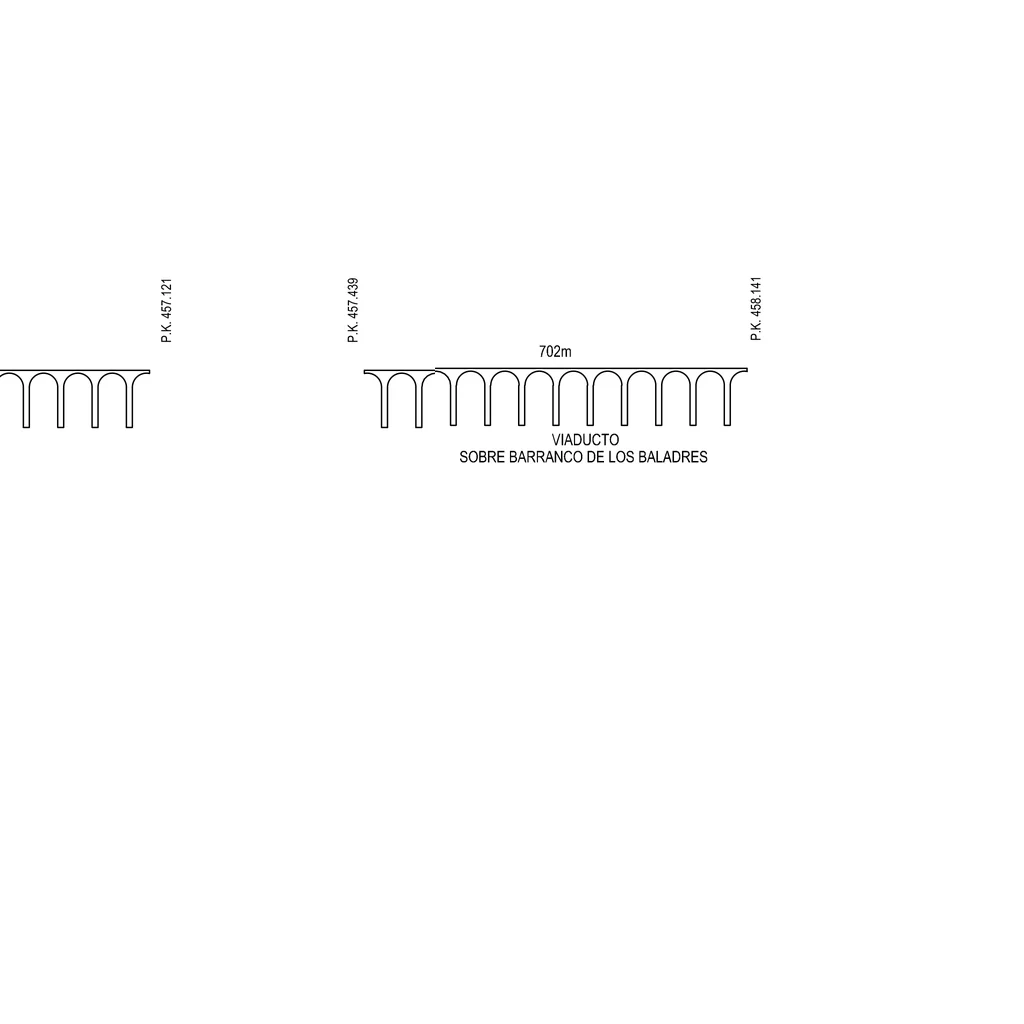 P.K. 457.121
P.K. 457.439
P.K. 458.141
702m
VIADUCTO
SOBRE BARRANCO DE LOS BALADRES